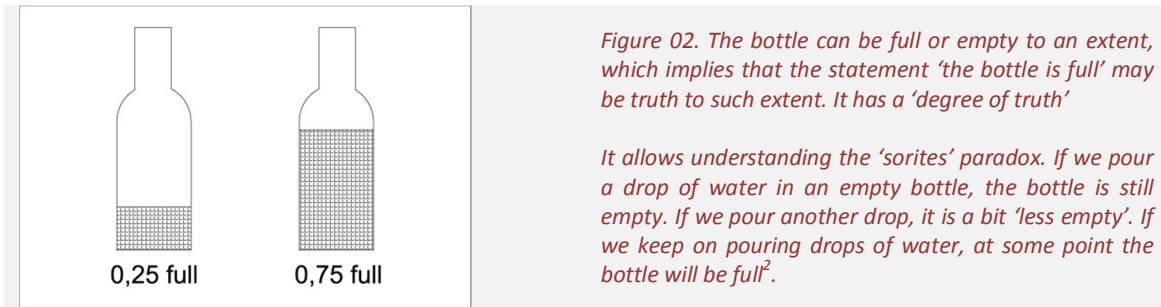 0,25 full
0,75 full
Figure 02. The bottle can be full or empty to an extent,
which implies that the statement ‘the bottle is full’ may
be truth to such extent. It has a ‘degree of truth’
It allows understanding the ‘sorites’ paradox. If we pour
a drop of water in an empty bottle, the bottle is still
empty. If we pour another drop, it is a bit ‘less empty’. If
we keep on pouring drops of water, at some point the
bottle will be full².